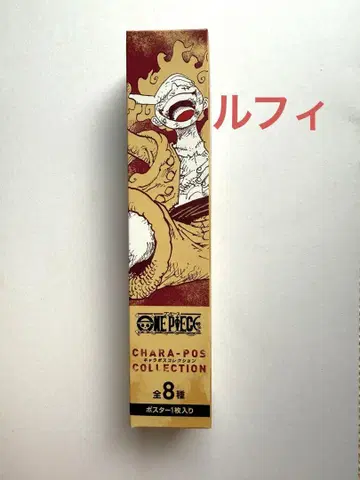 ルフィ
ワンピース
ONE PIECE
CHARA-POS
キャラポスコレクション
COLLECTION
全8種
ポスター1枚入り